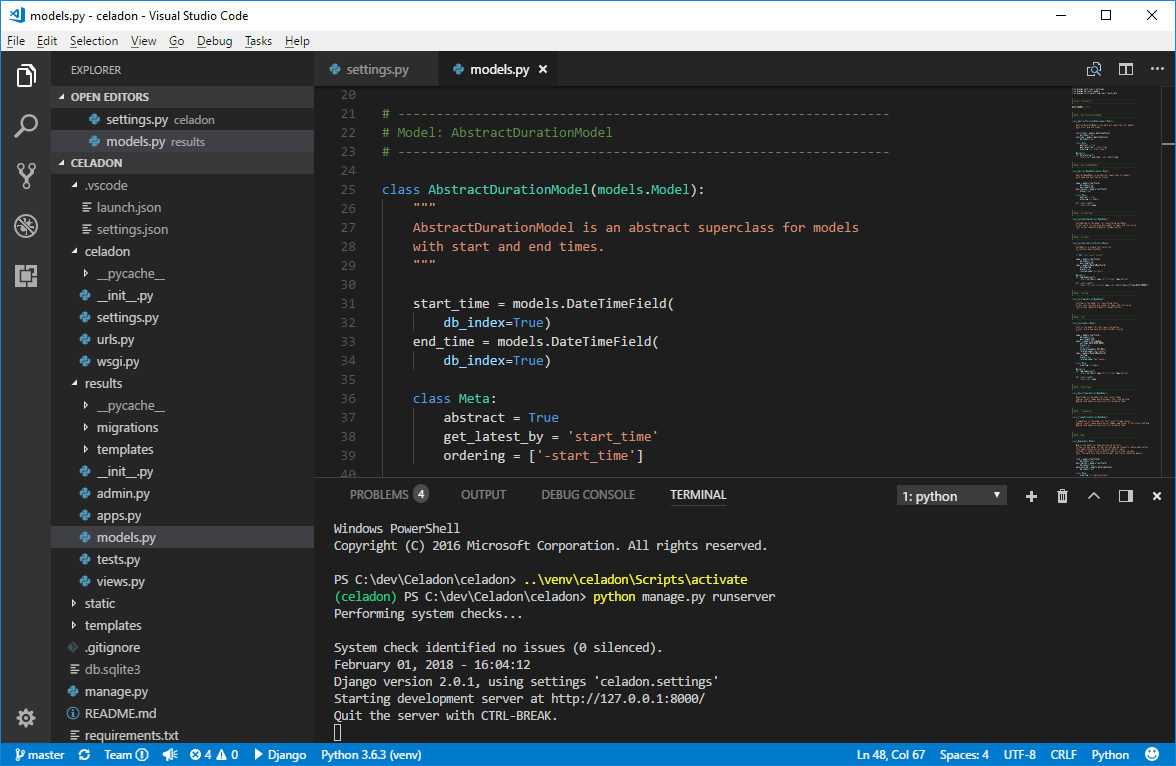 models.py - celadon - Visual Studio Code
File Edit Selection View Go Debug Tasks Help
EXPLORER
OPEN EDITORS
settings.py celadon
models.py results
CELADON
.vscode
launch.json
settings.json
celadon
__pycache__
__init__.py
settings.py
urls.py
wsgi.py
results
__pycache__
migrations
templates
__init__.py
admin.py
apps.py
models.py
tests.py
views.py
static
templates
.gitignore
db.sqlite3
manage.py
README.md
requirements.txt
settings.py models.py
20
21 # ----------------------------------------------------------------
22 # Model: AbstractDurationModel
23 # ----------------------------------------------------------------
24
25 class AbstractDurationModel(models.Model):
26 """
27 AbstractDurationModel is an abstract superclass for models
28 with start and end times.
29 """
30
31 start_time = models.DateTimeField(
32 db_index=True)
33 end_time = models.DateTimeField(
34 db_index=True)
35
36 class Meta:
37 abstract = True
38 get_latest_by = 'start_time'
39 ordering = ['-start_time']
40
PROBLEMS 4 OUTPUT DEBUG CONSOLE TERMINAL 1: python
Windows PowerShell
Copyright (C) 2016 Microsoft Corporation. All rights reserved.
PS C:\dev\Celadon\celadon> ..\venv\celadon\Scripts\activate
(celadon) PS C:\dev\Celadon\celadon> python manage.py runserver
Performing system checks...
System check identified no issues (0 silenced).
February 01, 2018 - 16:04:12
Django version 2.0.1, using settings 'celadon.settings'
Starting development server at http://127.0.0.1:8000/
Quit the server with CTRL-BREAK.
master Team 4 0 Django Python 3.6.3 (venv) Ln 48, Col 67 Spaces: 4 UTF-8 CRLF Python